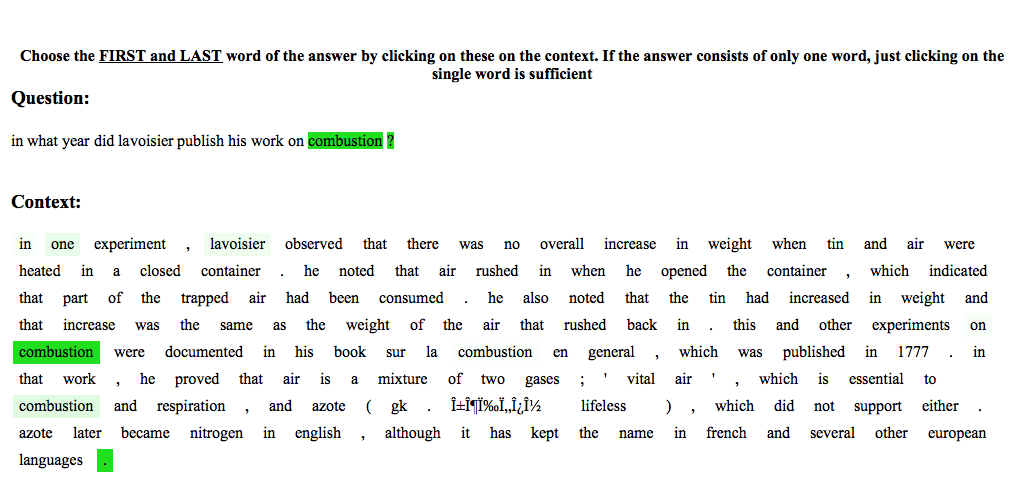 Choose the FIRST and LAST word of the answer by clicking on these on the context. If the answer consists of only one word, just clicking on the
single word is sufficient
Question:
in what year did lavoisier publish his work on combustion ?
Context:
in one experiment , lavoisier observed that there was no overall increase in weight when tin and air were
heated in a closed container . he noted that air rushed in when he opened the container , which indicated
that part of the trapped air had been consumed . he also noted that the tin had increased in weight and
that increase was the same as the weight of the air that rushed back in . this and other experiments on
combustion were documented in his book sur la combustion en general , which was published in 1777 . in
that work , he proved that air is a mixture of two gases ; ' vital air ' , which is essential to
combustion and respiration , and azote ( gk . Î±Î¶Ï‰Ï„Î¿Î½ lifeless ) , which did not support either .
azote later became nitrogen in english , although it has kept the name in french and several other european
languages .